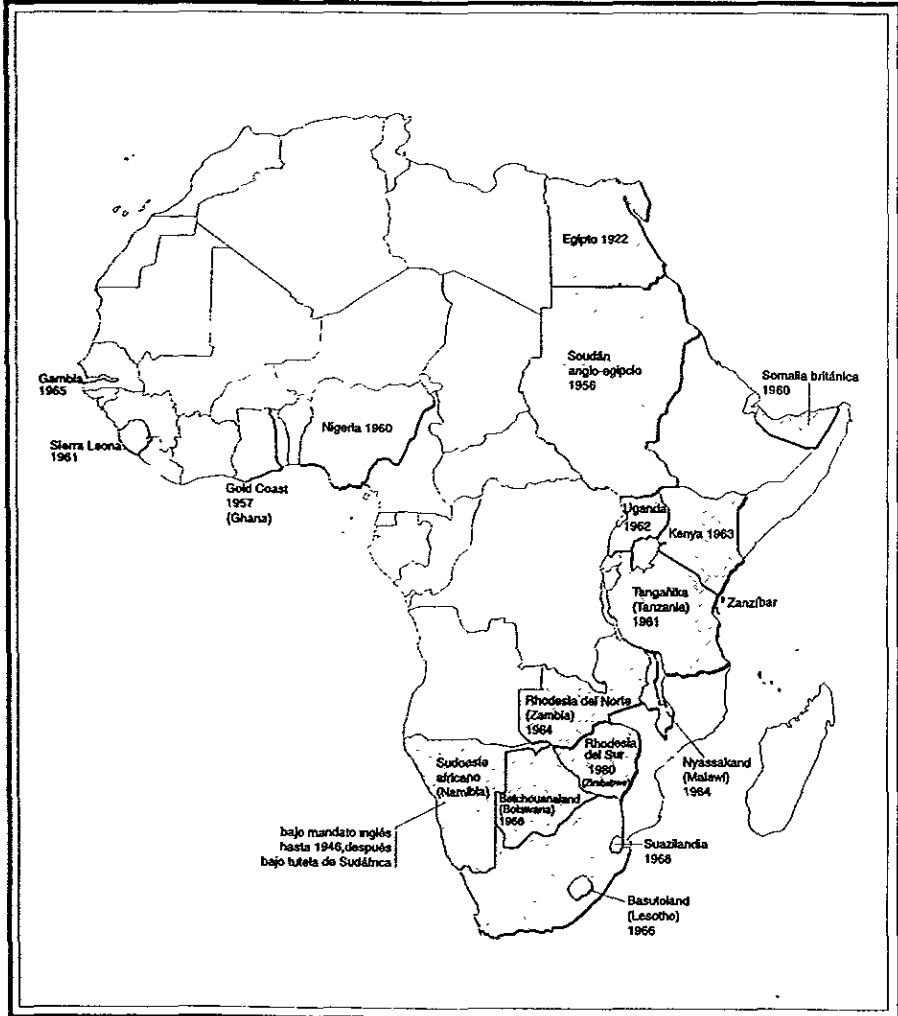 Egipto 1922
Soudán
anglo-egipcio
1956
Somalia británica
1960
Gambia
1965
Sierra Leona
1961
Nigeria 1960
Gold Coast
1957
(Ghana)
Uganda
1962
Kenya 1963
Tangañika
(Tanzania)
1961
Zanzíbar
Rhodesia del Norte
(Zambia)
1964
Rhodesia
del Sur
1980
(Zimbabwe)
Nyassakand
(Malawi)
1964
Sudoeste
africano
(Namibia)
Betchouanaland
(Botswana)
1966
bajo mandato inglés
hasta 1946,después
bajo tutela de Sudáfrica
Suazilandia
1968
Basutoland
(Lesotho)
1966